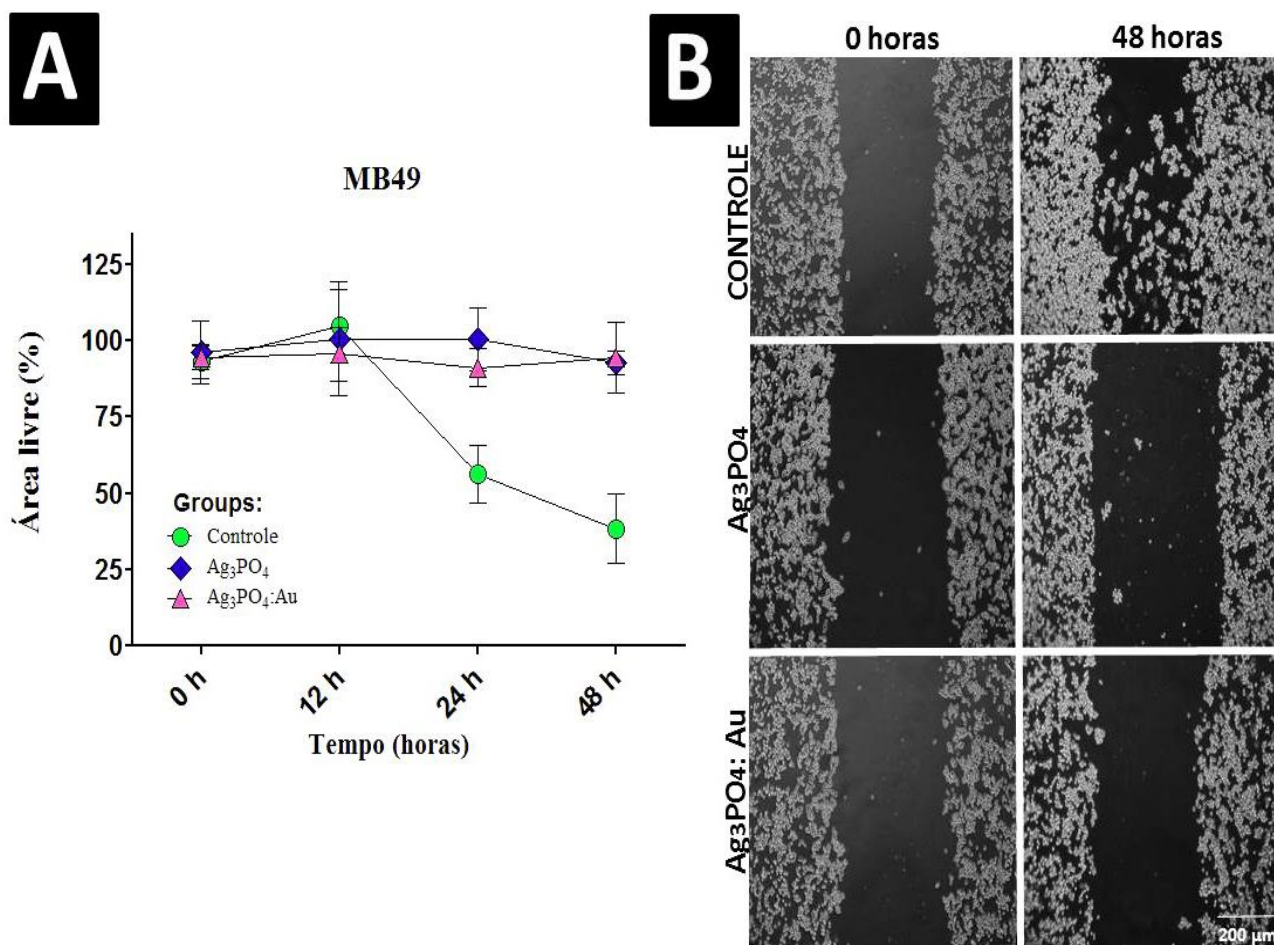 A
MB49
Área livre (%)
125
100
75
50
25
0
Groups:
Controle
Ag₃PO₄
Ag₃PO₄:Au
0 h
12 h
24 h
48 h
Tempo (horas)
B
0 horas
48 horas
CONTROLE
Ag₃PO₄
Ag₃PO₄: Au
200 µm